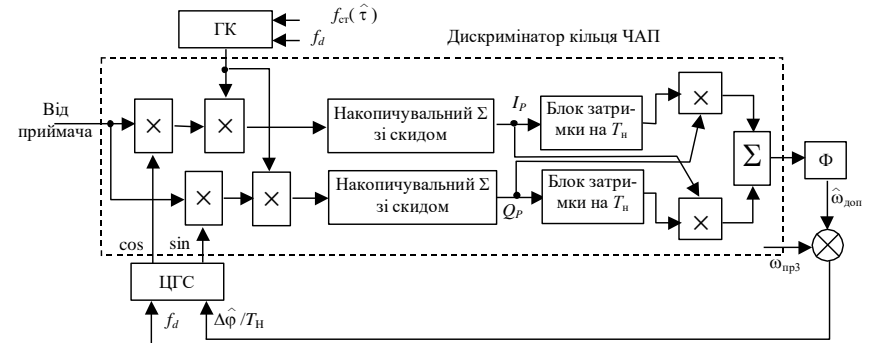 f_ст(τ̂)
ГК
f_d
Дискримінатор кільця ЧАП
Від
приймача
×
×
Накопичувальний Σ
зі скидом
I_P
Блок затри-
мки на T_н
×
Σ
Ф
×
×
Накопичувальний Σ
зі скидом
Q_P
Блок затри-
мки на T_н
×
ω̂_доп
cos
sin
ω_пр3
ЦГС
f_d
Δφ̂ /T_Н